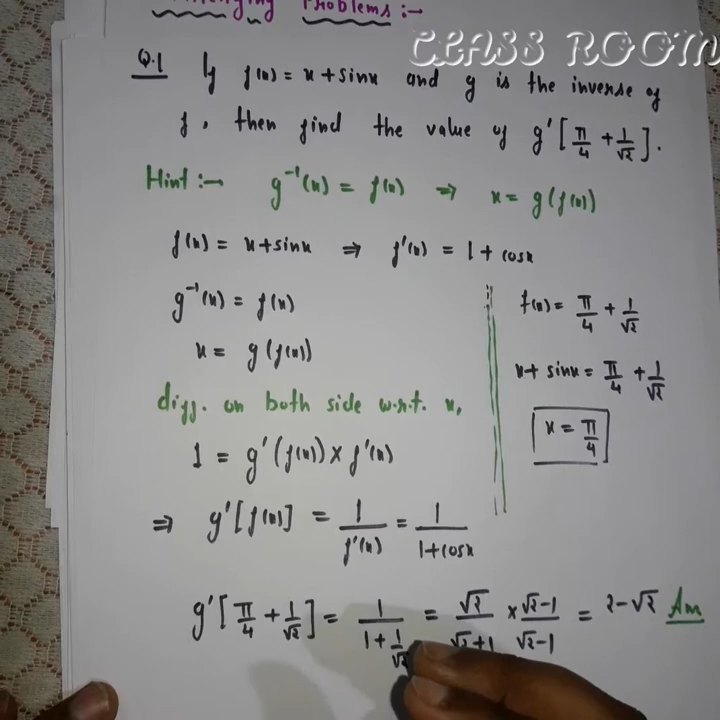 Problems :-
CLASS ROOM
Q.1 If f(x) = x + sinx and g is the inverse of
f, then find the value of g'[π/4 + 1/√2].
Hint :- g⁻¹(x) = f(x) ⇒ x = g(f(x))
f(x) = x + sinx ⇒ f'(x) = 1 + cosx
g⁻¹(x) = f(x)
x = g(f(x))
diff. on both side w.r.t. x,
1 = g'(f(x)) × f'(x)
⇒ g'[f(x)] = 1/f'(x) = 1/1+cosx
f(x) = π/4 + 1/√2
x + sinx = π/4 + 1/√2
x = π/4
g'[π/4 + 1/√2] = 1/1+1/√2 = √2/√2+1 × √2-1/√2-1 = 2-√2 Ans